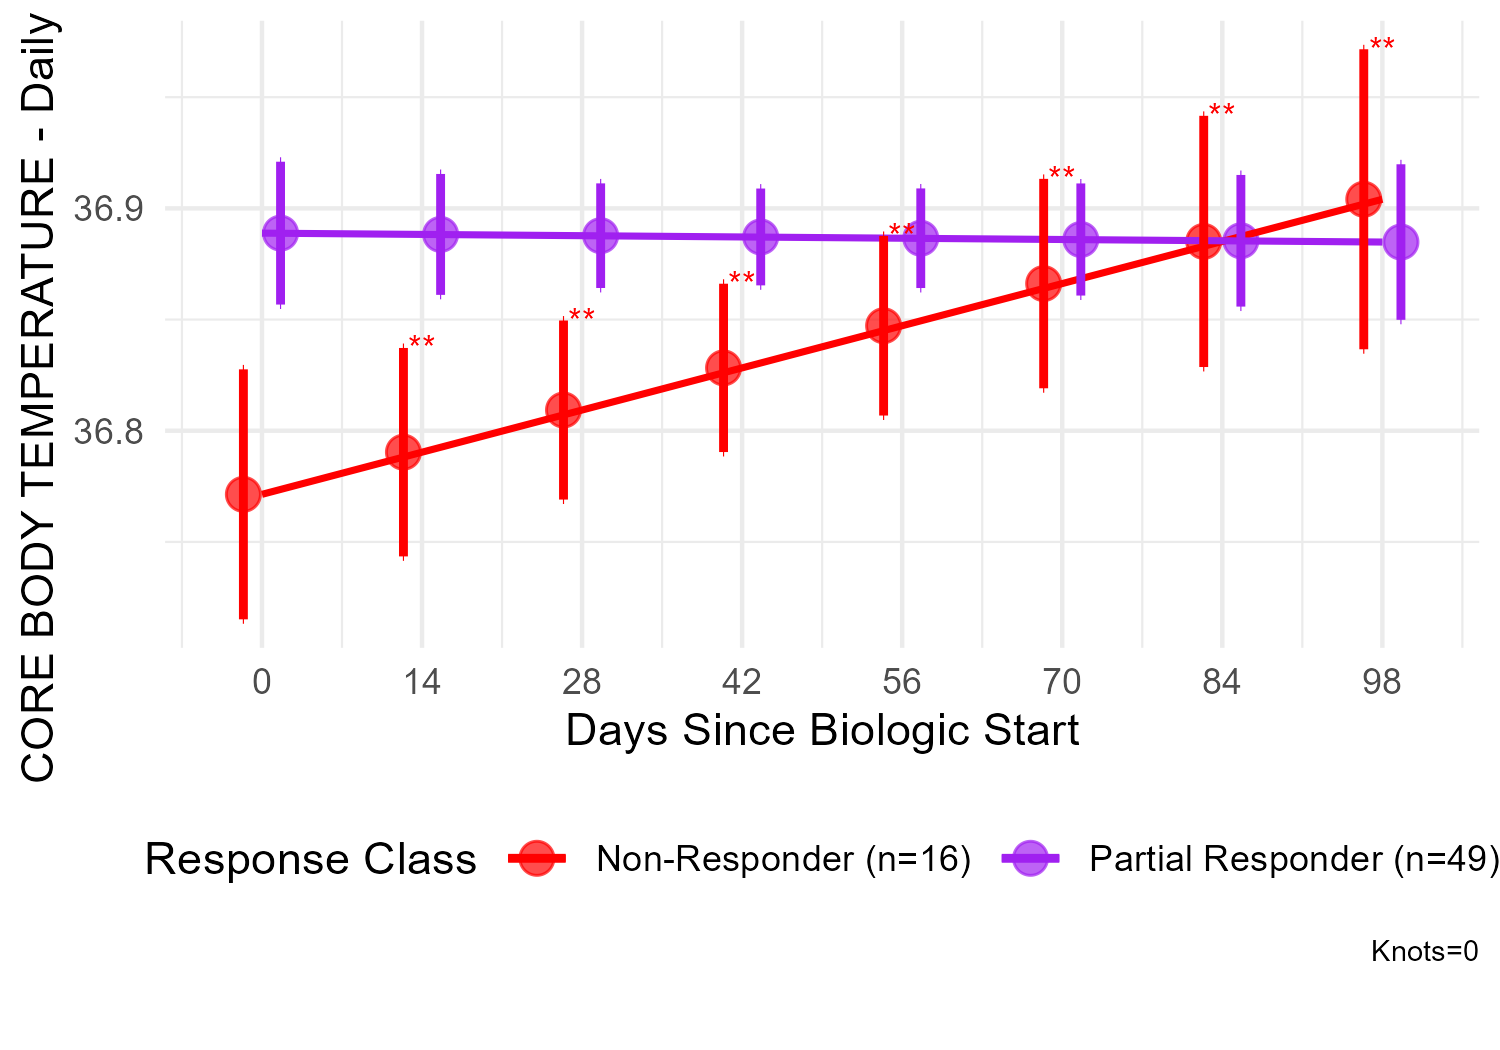 CORE BODY TEMPERATURE - Daily
36.9
36.8
**
**
**
**
**
**
**
0 14 28 42 56 70 84 98
Days Since Biologic Start
Response Class Non-Responder (n=16) Partial Responder (n=49)
Knots=0